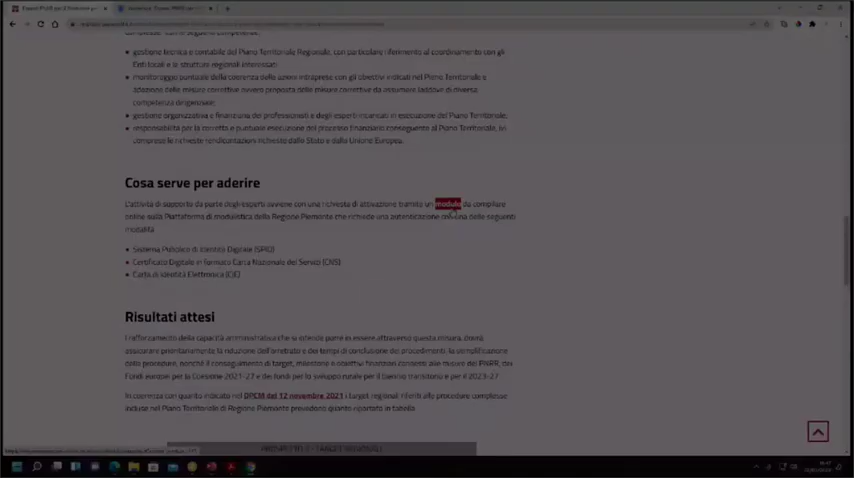 gestione tecnica e contabile del Piano Territoriale Regionale, con particolare riferimento al coordinamento con gli
Enti locali e le strutture regionali interessati
monitoraggio puntuale della coerenza delle azioni intraprese con gli obiettivi indicati nel Piano Territoriale e
adozione delle misure correttive ovvero proposta delle misure correttive da assumere laddove di diversa
competenza dirigenziale;
gestione organizzativa e finanziaria dei professionisti e degli esperti incaricati in esecuzione del Piano Territoriale,
responsabilità per la corretta e puntuale esecuzione del processo finanziario conseguente al Piano Territoriale, ivi
comprese le richieste rendicontazioni richieste dallo Stato e dalla Unione Europea.
Cosa serve per aderire
L'attività di supporto da parte degli esperti avviene con una richiesta di attivazione tramite un modulo da compilare
online sulla Piattaforma di modulistica della Regione Piemonte che richiede una autenticazione con una delle seguenti
modalità
Sistema Pubblico di Identità Digitale (SPID)
Certificato Digitale in formato Carta Nazionale dei Servizi (CNS)
Carta di Identità Elettronica (CIE)
Risultati attesi
Il rafforzamento della capacità amministrativa che si intende porre in essere attraverso questa misura, dovrà
assicurare prioritariamente la riduzione dell'arretrato e dei tempi di conclusione dei procedimenti, la semplificazione
delle procedure, nonché il conseguimento di target, milestone e obiettivi finanziari connessi alle misure del PNRR, dei
Fondi europei per la Coesione 2021-27 e dei fondi per lo sviluppo rurale per il biennio transitorio e per il 2023-27
In coerenza con quanto indicato nel DPCM del 12 novembre 2021 i target regionali riferiti alle procedure complesse
incluse nel Piano Territoriale di Regione Piemonte prevedono quanto riportato in tabella
TARGET REGIONALI